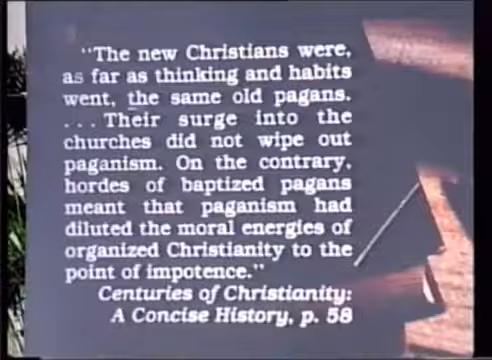 "The new Christians were,
as far as thinking and habits
went, the same old pagans.
. . . Their surge into the
churches did not wipe out
paganism. On the contrary,
hordes of baptized pagans
meant that paganism had
diluted the moral energies of
organized Christianity to the
point of impotence."
Centuries of Christianity:
A Concise History, p. 58